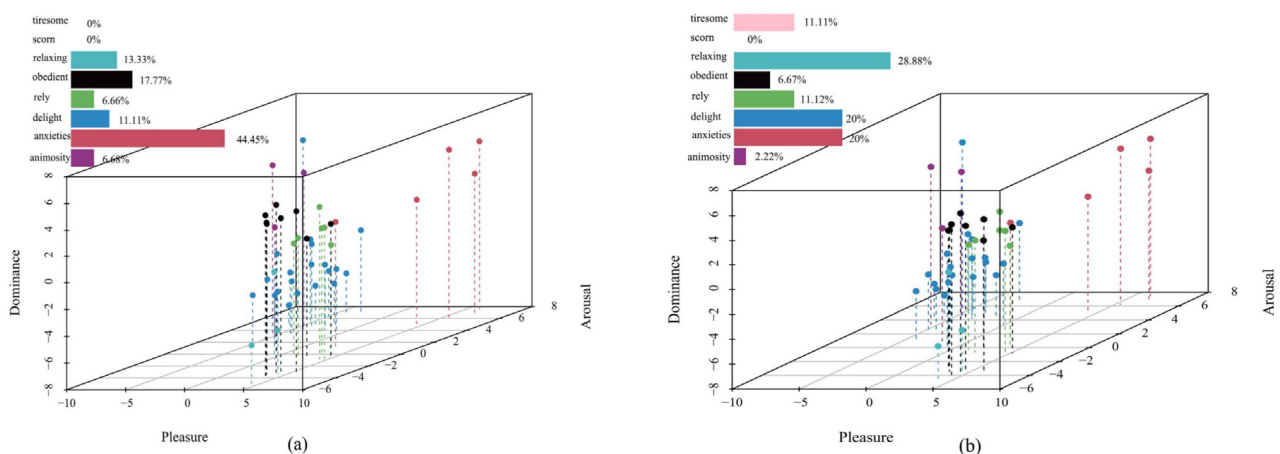 tiresome 0%
scorn 0%
relaxing 13.33%
obedient 17.77%
rely 6.66%
delight 11.11%
anxieties 44.45%
animosity 6.68%
8
6
4
2
0
−2
−4
−6
−8
Dominance
−10 −5 0 5 10
Pleasure
−6
−4
−2
0
2
4
6
8
Arousal
(a)
tiresome 11.11%
scorn 0%
relaxing 28.88%
obedient 6.67%
rely 11.12%
delight 20%
anxieties 20%
animosity 2.22%
8
6
4
2
0
−2
−4
−6
−8
Dominance
−10 −5 0 5 10
Pleasure
−6
−4
−2
0
2
4
6
8
Arousal
(b)